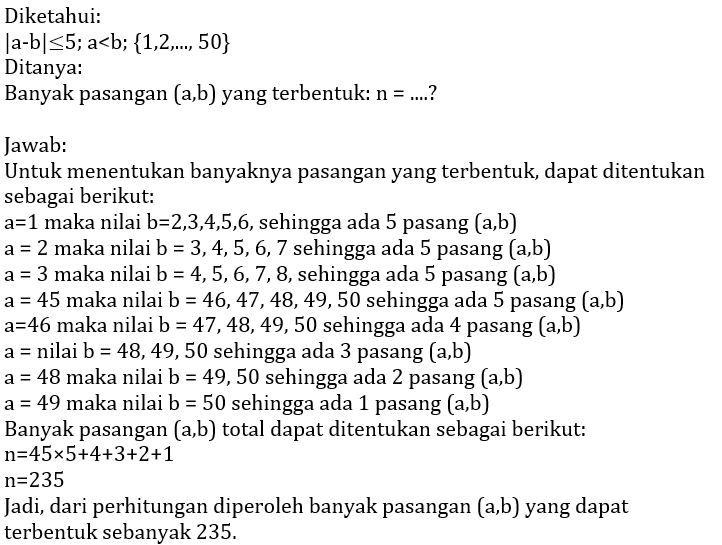 Diketahui:
|a-b|≤5; a<b; {1,2,..., 50}
Ditanya:
Banyak pasangan (a,b) yang terbentuk: n = ....?
Jawab:
Untuk menentukan banyaknya pasangan yang terbentuk, dapat ditentukan
sebagai berikut:
a=1 maka nilai b=2,3,4,5,6, sehingga ada 5 pasang (a,b)
a = 2 maka nilai b = 3, 4, 5, 6, 7 sehingga ada 5 pasang (a,b)
a = 3 maka nilai b = 4, 5, 6, 7, 8, sehingga ada 5 pasang (a,b)
a = 45 maka nilai b = 46, 47, 48, 49, 50 sehingga ada 5 pasang (a,b)
a=46 maka nilai b = 47, 48, 49, 50 sehingga ada 4 pasang (a,b)
a = nilai b = 48, 49, 50 sehingga ada 3 pasang (a,b)
a = 48 maka nilai b = 49, 50 sehingga ada 2 pasang (a,b)
a = 49 maka nilai b = 50 sehingga ada 1 pasang (a,b)
Banyak pasangan (a,b) total dapat ditentukan sebagai berikut:
n=45×5+4+3+2+1
n=235
Jadi, dari perhitungan diperoleh banyak pasangan (a,b) yang dapat
terbentuk sebanyak 235.